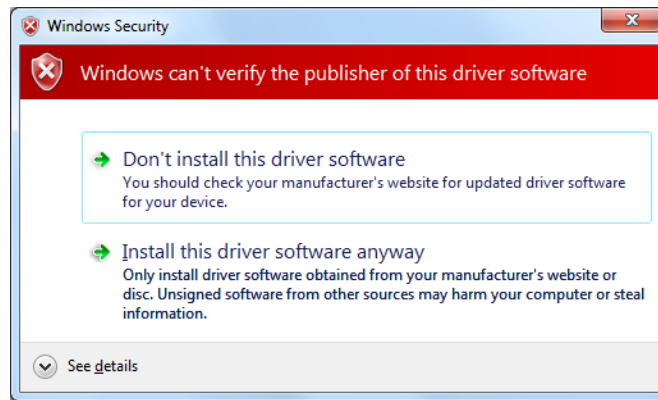 Windows Security
Windows can't verify the publisher of this driver software
Don't install this driver software
You should check your manufacturer's website for updated driver software
for your device.
Install this driver software anyway
Only install driver software obtained from your manufacturer's website or
disc. Unsigned software from other sources may harm your computer or steal
information.
See details